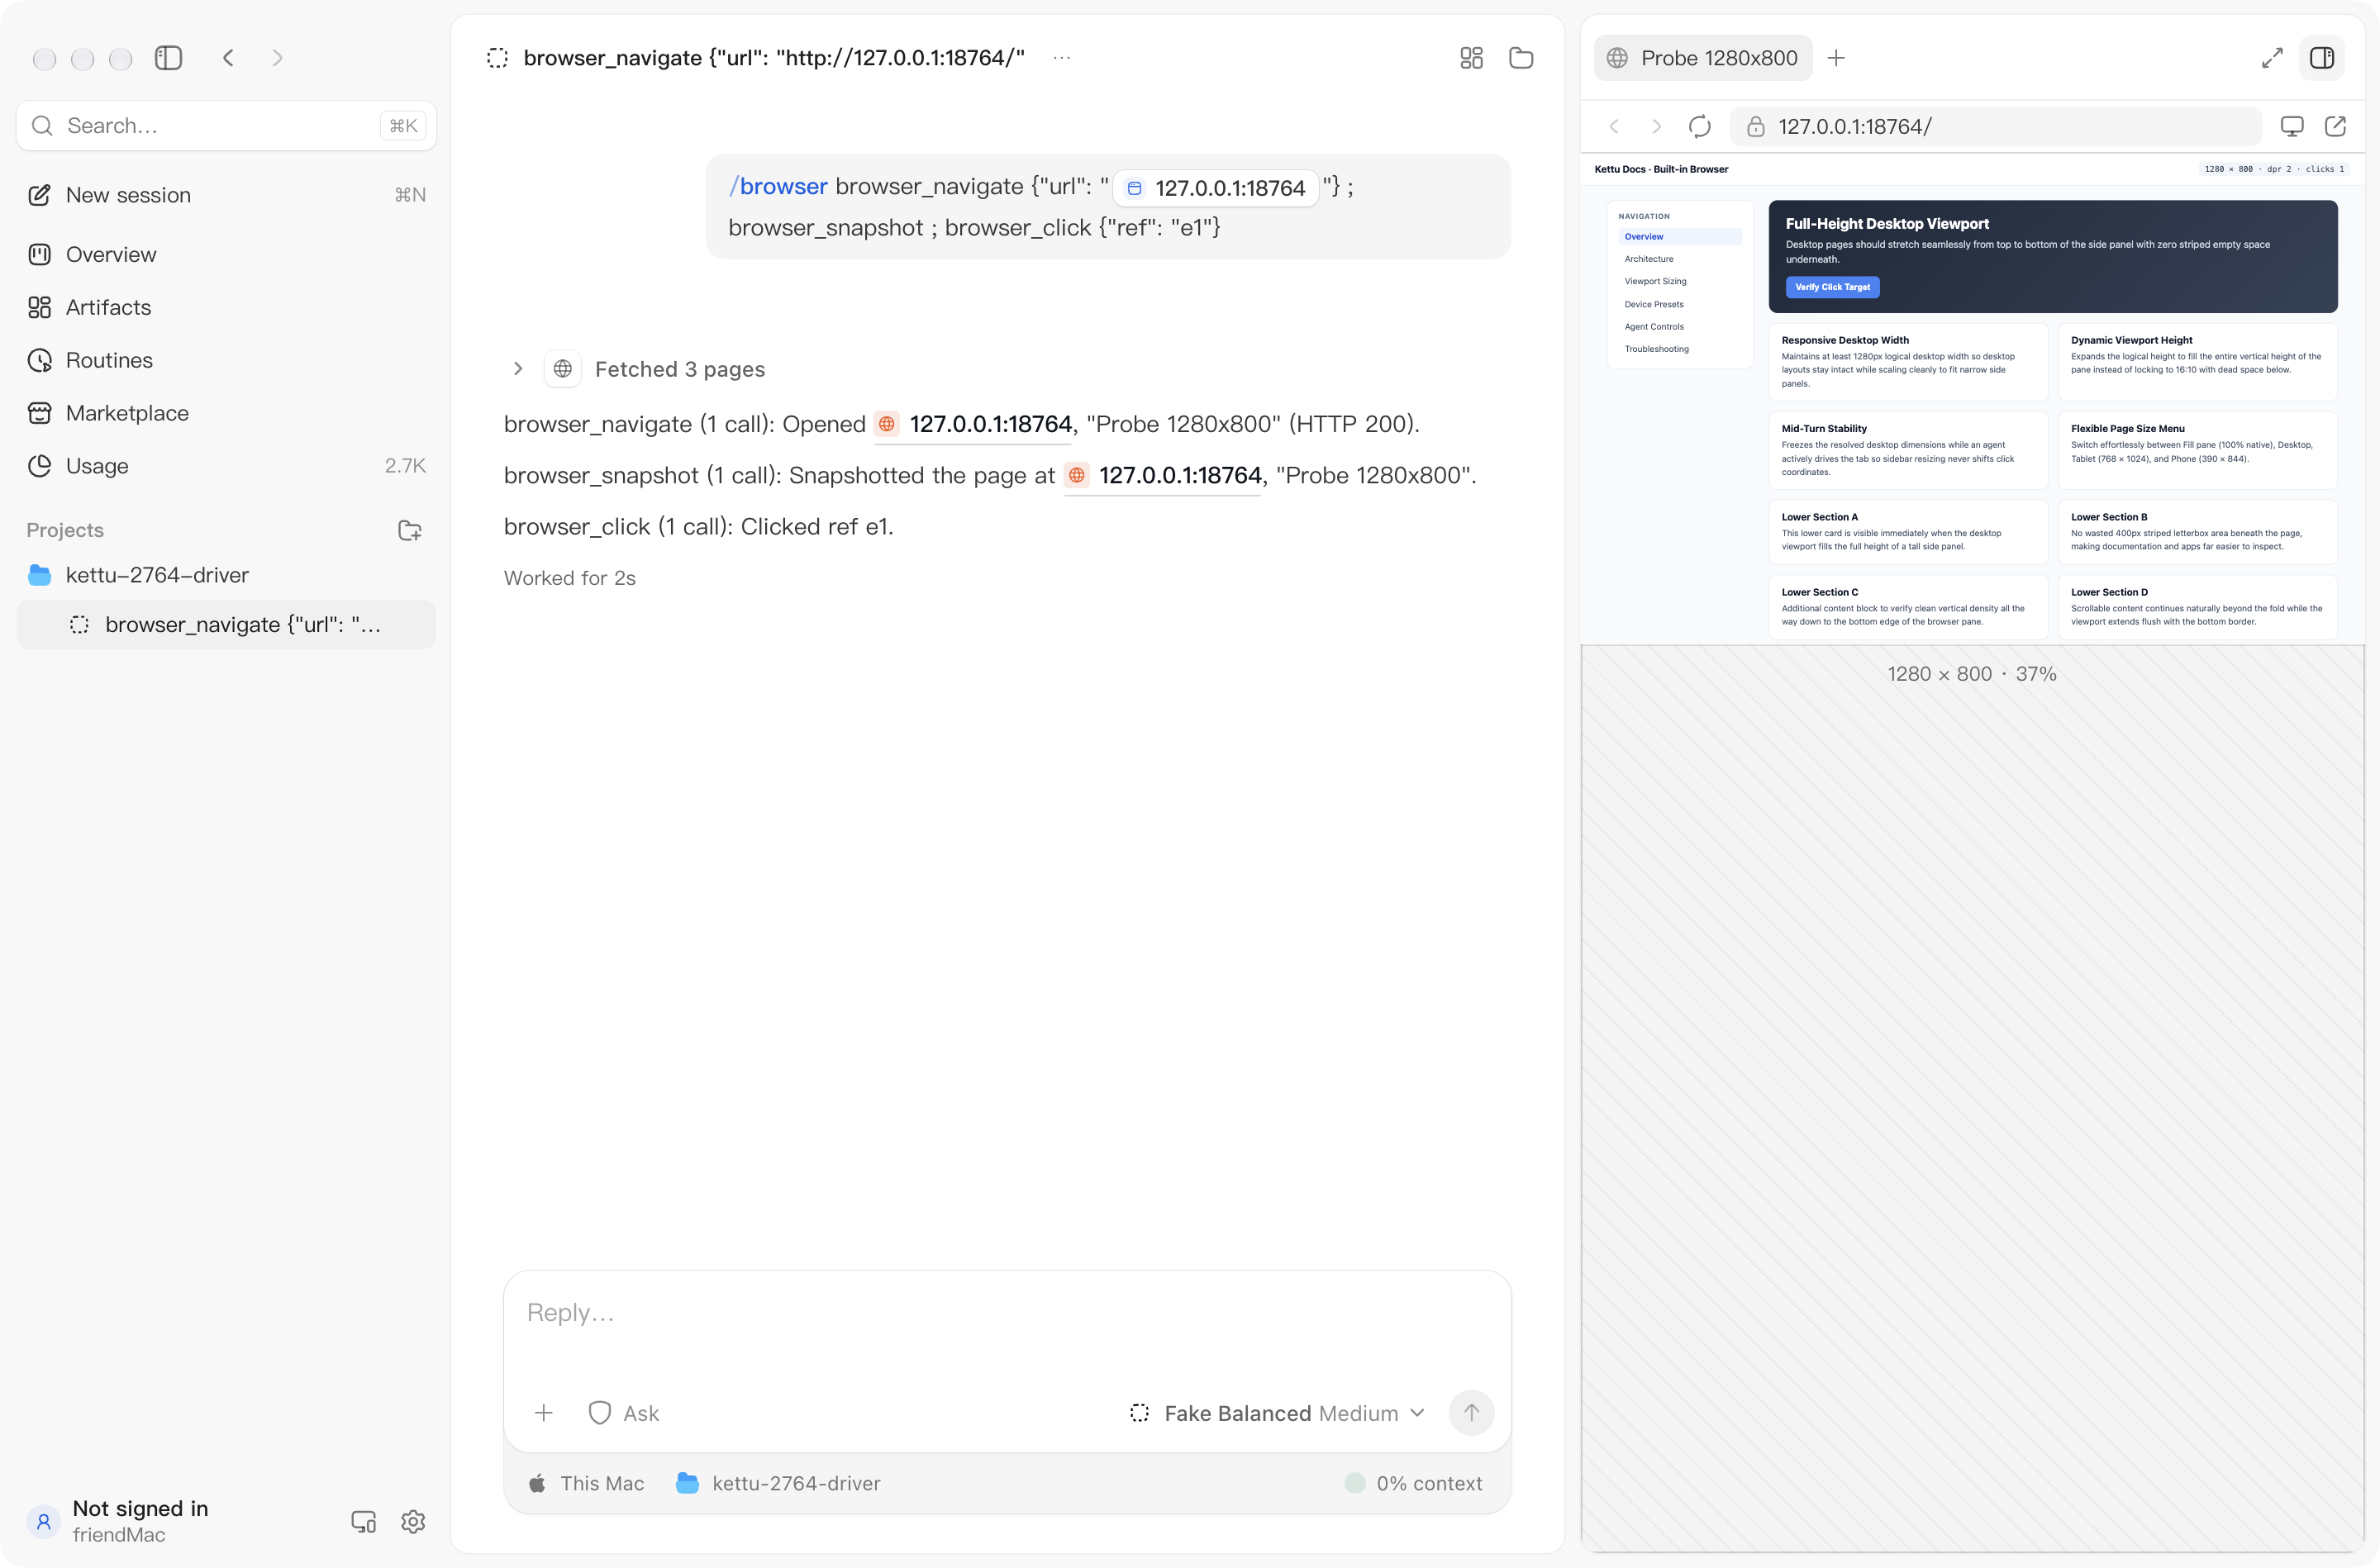 Search...
⌘K
New session
⌘N
Overview
Artifacts
Routines
Marketplace
Usage
2.7K
Projects
kettu-2764-driver
browser_navigate {"url": "...
Not signed in
friendMac
browser_navigate {"url": "http://127.0.0.1:18764/"
...
/browser browser_navigate {"url": " 127.0.0.1:18764 "} ;
browser_snapshot ; browser_click {"ref": "e1"}
Fetched 3 pages
browser_navigate (1 call): Opened 127.0.0.1:18764, "Probe 1280x800" (HTTP 200).
browser_snapshot (1 call): Snapshotted the page at 127.0.0.1:18764, "Probe 1280x800".
browser_click (1 call): Clicked ref e1.
Worked for 2s
Reply...
Ask
Fake Balanced Medium
This Mac
kettu-2764-driver
0% context
Probe 1280x800
127.0.0.1:18764/
Kettu Docs · Built-in Browser
1280 × 800 · dpr 2 · clicks 1
NAVIGATION
Overview
Architecture
Viewport Sizing
Device Presets
Agent Controls
Troubleshooting
Full-Height Desktop Viewport
Desktop pages should stretch seamlessly from top to bottom of the side panel with zero striped empty space
underneath.
Verify Click Target
Responsive Desktop Width
Maintains at least 1280px logical desktop width so desktop
layouts stay intact while scaling cleanly to fit narrow side
panels.
Dynamic Viewport Height
Expands the logical height to fill the entire vertical height of the
pane instead of locking to 16:10 with dead space below.
Mid-Turn Stability
Freezes the resolved desktop dimensions while an agent
actively drives the tab so sidebar resizing never shifts click
coordinates.
Flexible Page Size Menu
Switch effortlessly between Fill pane (100% native), Desktop,
Tablet (768 × 1024), and Phone (390 × 844).
Lower Section A
This lower card is visible immediately when the desktop
viewport fills the full height of a tall side panel.
Lower Section B
No wasted 400px striped letterbox area beneath the page,
making documentation and apps far easier to inspect.
Lower Section C
Additional content block to verify clean vertical density all the
way down to the bottom edge of the browser pane.
Lower Section D
Scrollable content continues naturally beyond the fold while the
viewport extends flush with the bottom border.
1280 × 800 · 37%